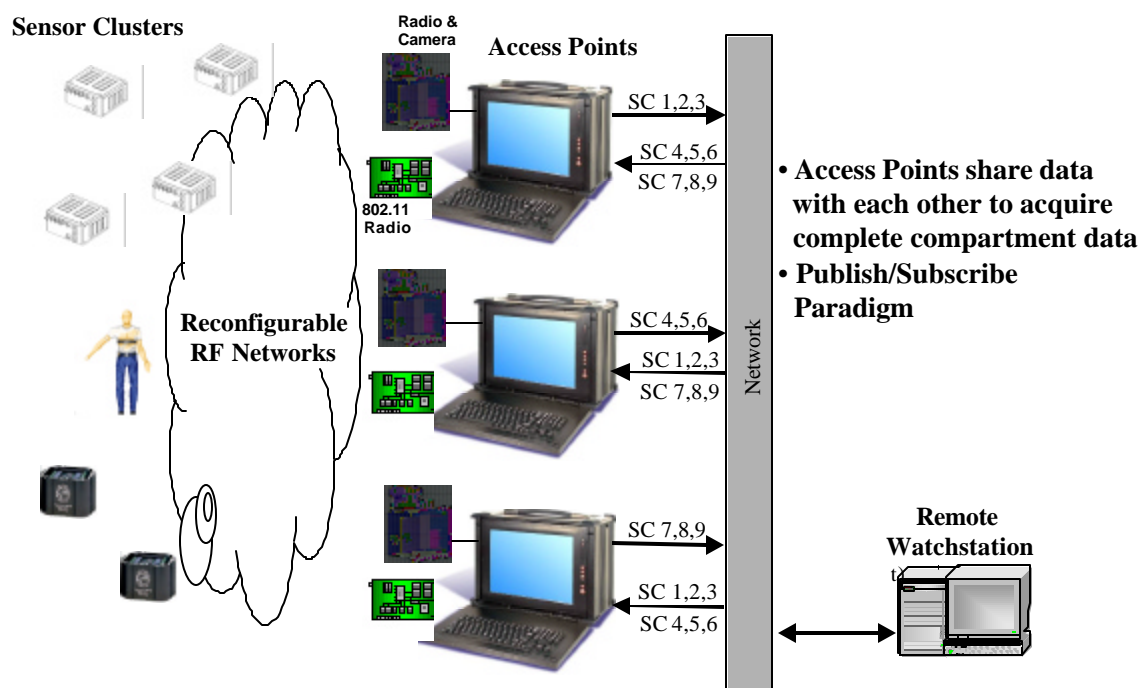 Sensor Clusters
Radio &
Camera
Access Points
SC 1,2,3
SC 4,5,6
SC 7,8,9
802.11
Radio
• Access Points share data
with each other to acquire
complete compartment data
• Publish/Subscribe
Paradigm
Reconfigurable
RF Networks
SC 4,5,6
SC 1,2,3
SC 7,8,9
Network
SC 7,8,9
SC 1,2,3
SC 4,5,6
Remote
Watchstation